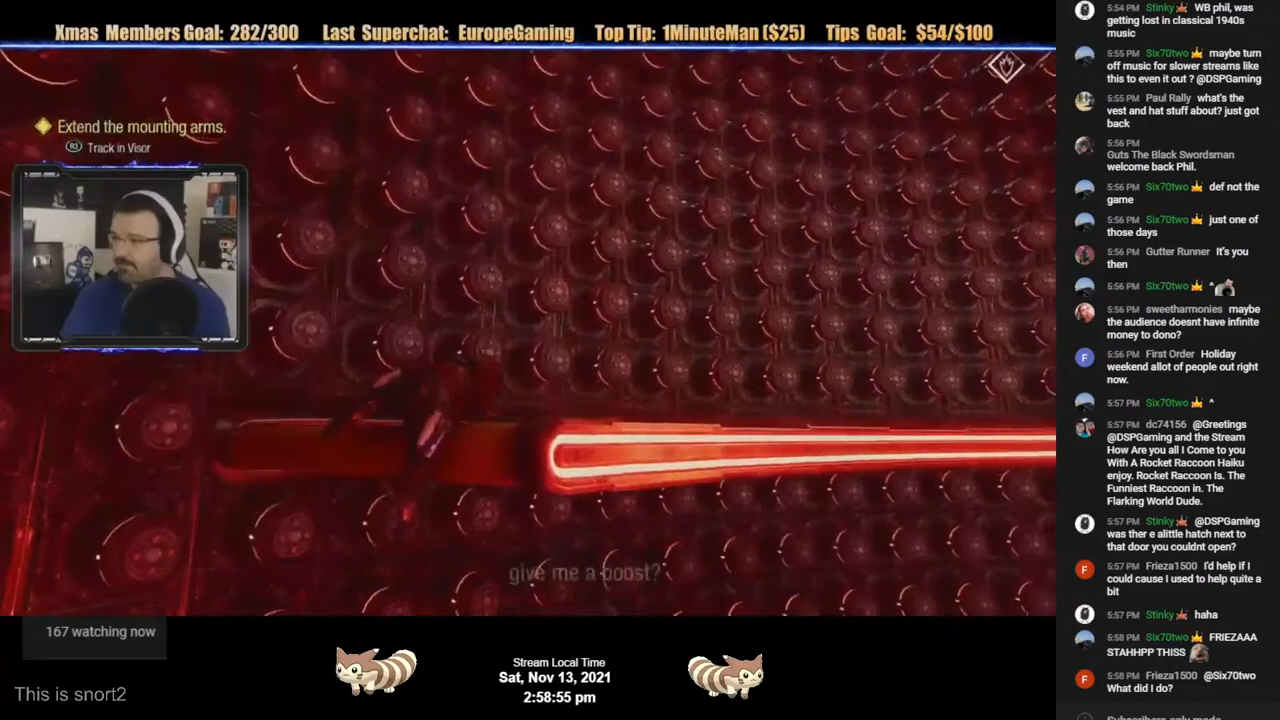 Xmas Members Goal: 282/300 Last Superchat: EuropeGaming Top Tip: 1MinuteMan ($25) Tips Goal: $54/$100
Extend the mounting arms.
R3 Track in Visor
give me a boost?
167 watching now
This is snort2
Stream Local Time
Sat, Nov 13, 2021
2:58:55 pm
5:54 PM Stinky WB phil, was
getting lost in classical 1940s
music
5:55 PM Six70two maybe turn
off music for slower streams like
this to even it out ? @DSPGaming
5:55 PM Paul Rally what's the
vest and hat stuff about? just got
back
5:56 PM
Guts The Black Swordsman
welcome back Phil.
5:56 PM Six70two def not the
game
5:56 PM Six70two just one of
those days
5:56 PM Gutter Runner It's you
then
5:56 PM Six70two ^
5:56 PM sweetharmonies maybe
the audience doesnt have infinite
money to dono?
F 5:56 PM First Order Holiday
weekend allot of people out right
now.
5:57 PM Six70two ^
5:57 PM dc74156 @Greetings
@DSPGaming and the Stream
How Are you all I Come to you
With A Rocket Raccoon Haiku
enjoy. Rocket Raccoon Is. The
Funniest Raccoon in. The
Flarking World Dude.
5:57 PM Stinky @DSPGaming
was ther e alittle hatch next to
that door you couldnt open?
F 5:57 PM Frieza1500 I'd help if I
could cause I used to help quite a
bit
5:57 PM Stinky haha
5:58 PM Six70two FRIEZAAA
STAHHPP THISS
F 5:58 PM Frieza1500 @Six70two
What did I do?
Subscribers-only mode